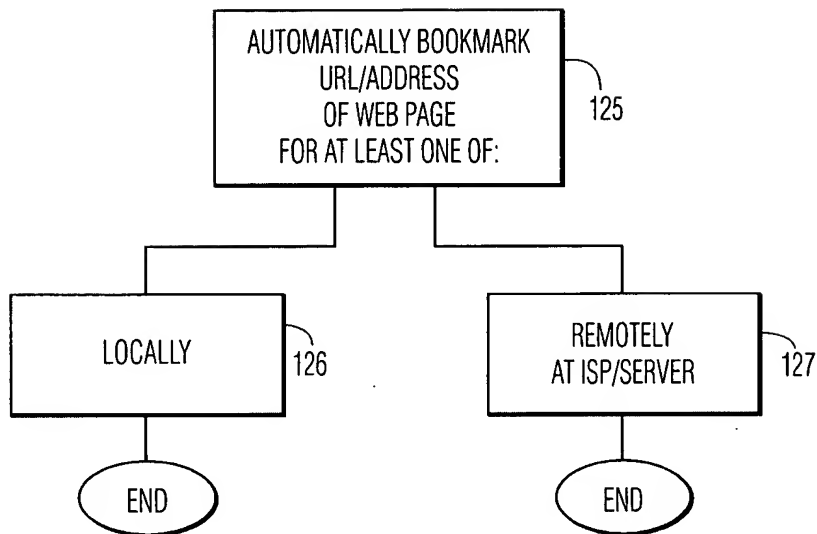 AUTOMATICALLY BOOKMARK
URL/ADDRESS
OF WEB PAGE
FOR AT LEAST ONE OF:
125
LOCALLY
126
REMOTELY
AT ISP/SERVER
127
END
END